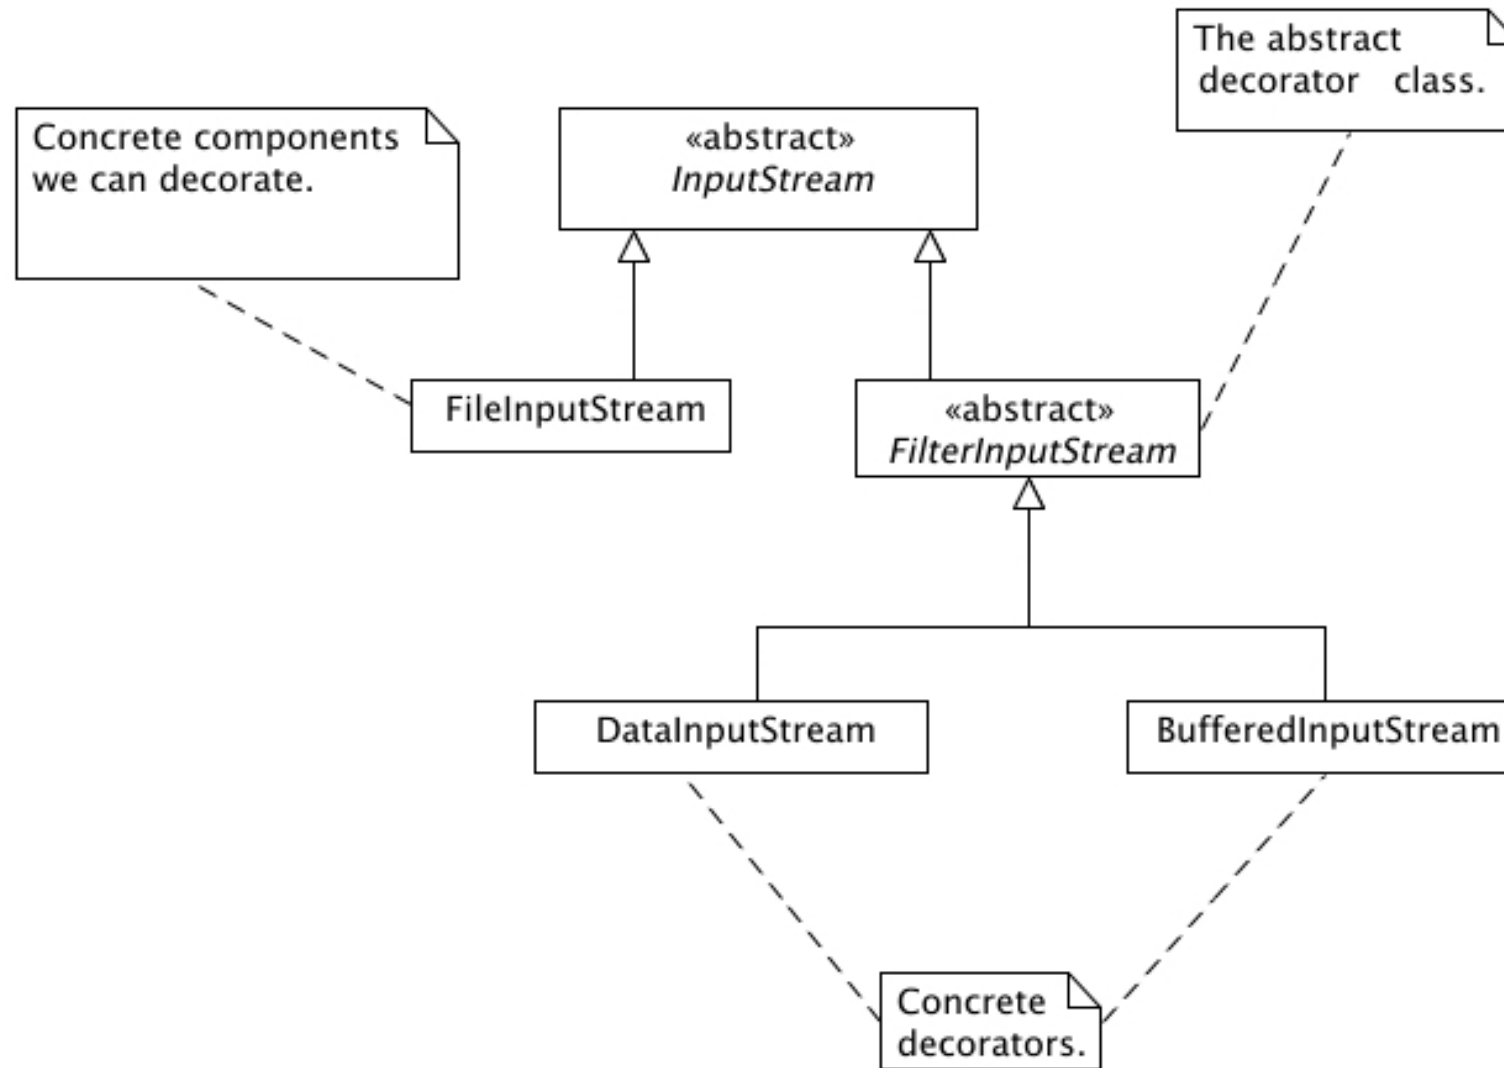 The abstract
decorator class.
Concrete components
we can decorate.
«abstract»
InputStream
FileInputStream
«abstract»
FilterInputStream
DataInputStream
BufferedInputStream
Concrete
decorators.